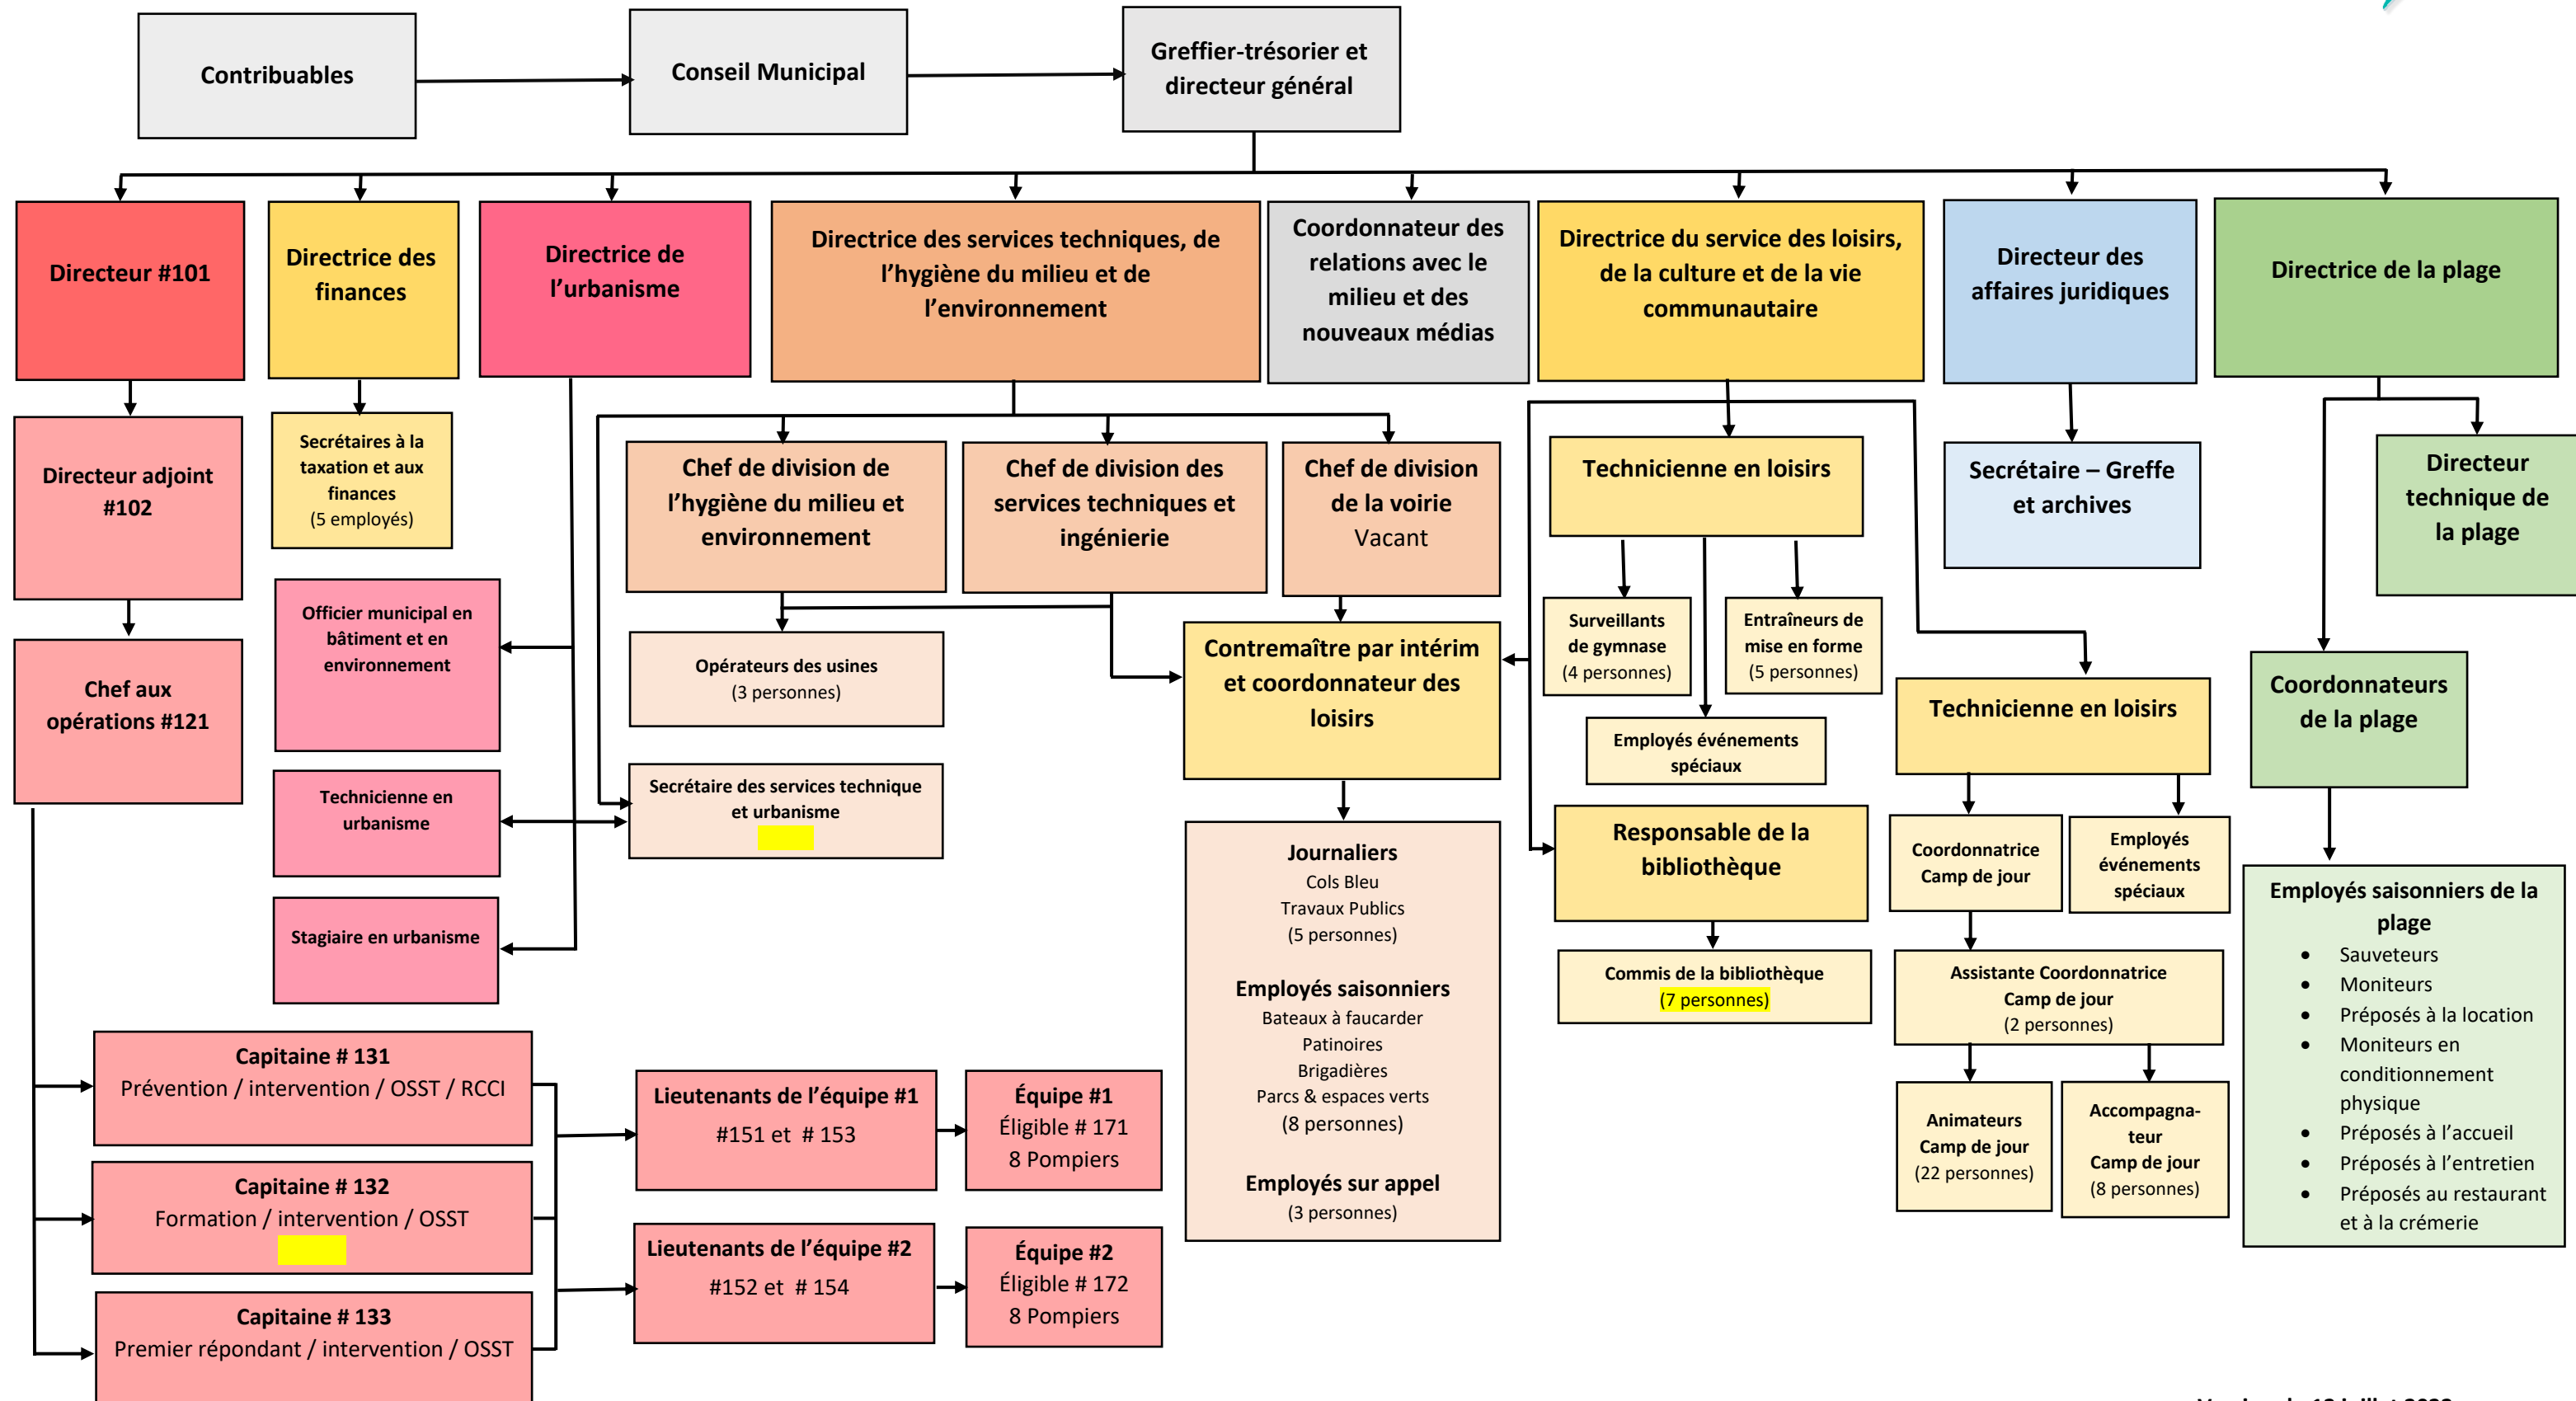 Contribuables
Conseil Municipal
Greffier-trésorier et
directeur général
Directeur #101
Directrice des
finances
Directrice de
l’urbanisme
Directrice des services techniques, de
l’hygiène du milieu et de
l’environnement
Coordonnateur des
relations avec le
milieu et des
nouveaux médias
Directrice du service des loisirs,
de la culture et de la vie
communautaire
Directeur des
affaires juridiques
Directrice de la plage
Directeur adjoint
#102
Secrétaires à la
taxation et aux
finances
(5 employés)
Chef de division de
l’hygiène du milieu et
environnement
Chef de division des
services techniques et
ingénierie
Chef de division
de la voirie
Vacant
Technicienne en loisirs
Secrétaire – Greffe
et archives
Directeur
technique de
la plage
Chef aux
opérations #121
Officier municipal en
bâtiment et en
environnement
Opérateurs des usines
(3 personnes)
Contremaître par intérim
et coordonnateur des
loisirs
Surveillants
de gymnase
(4 personnes)
Entraîneurs de
mise en forme
(5 personnes)
Employés événements
spéciaux
Technicienne en loisirs
Coordonnateurs
de la plage
Technicienne en
urbanisme
Secrétaire des services technique
et urbanisme
Stagiaire en urbanisme
Journaliers
Cols Bleu
Travaux Publics
(5 personnes)
Employés saisonniers
Bateaux à faucarder
Patinoires
Brigadières
Parcs & espaces verts
(8 personnes)
Employés sur appel
(3 personnes)
Responsable de la
bibliothèque
Commis de la bibliothèque
(7 personnes)
Coordonnatrice
Camp de jour
Employés
événements
spéciaux
Assistante Coordonnatrice
Camp de jour
(2 personnes)
Animateurs
Camp de jour
(22 personnes)
Accompagna-
teur
Camp de jour
(8 personnes)
Employés saisonniers de la
plage
• Sauveteurs
• Moniteurs
• Préposés à la location
• Moniteurs en
conditionnement
physique
• Préposés à l’accueil
• Préposés à l’entretien
• Préposés au restaurant
et à la crémerie
Capitaine # 131
Prévention / intervention / OSST / RCCI
Capitaine # 132
Formation / intervention / OSST
Capitaine # 133
Premier répondant / intervention / OSST
Lieutenants de l’équipe #1
#151 et # 153
Équipe #1
Éligible # 171
8 Pompiers
Lieutenants de l’équipe #2
#152 et # 154
Équipe #2
Éligible # 172
8 Pompiers